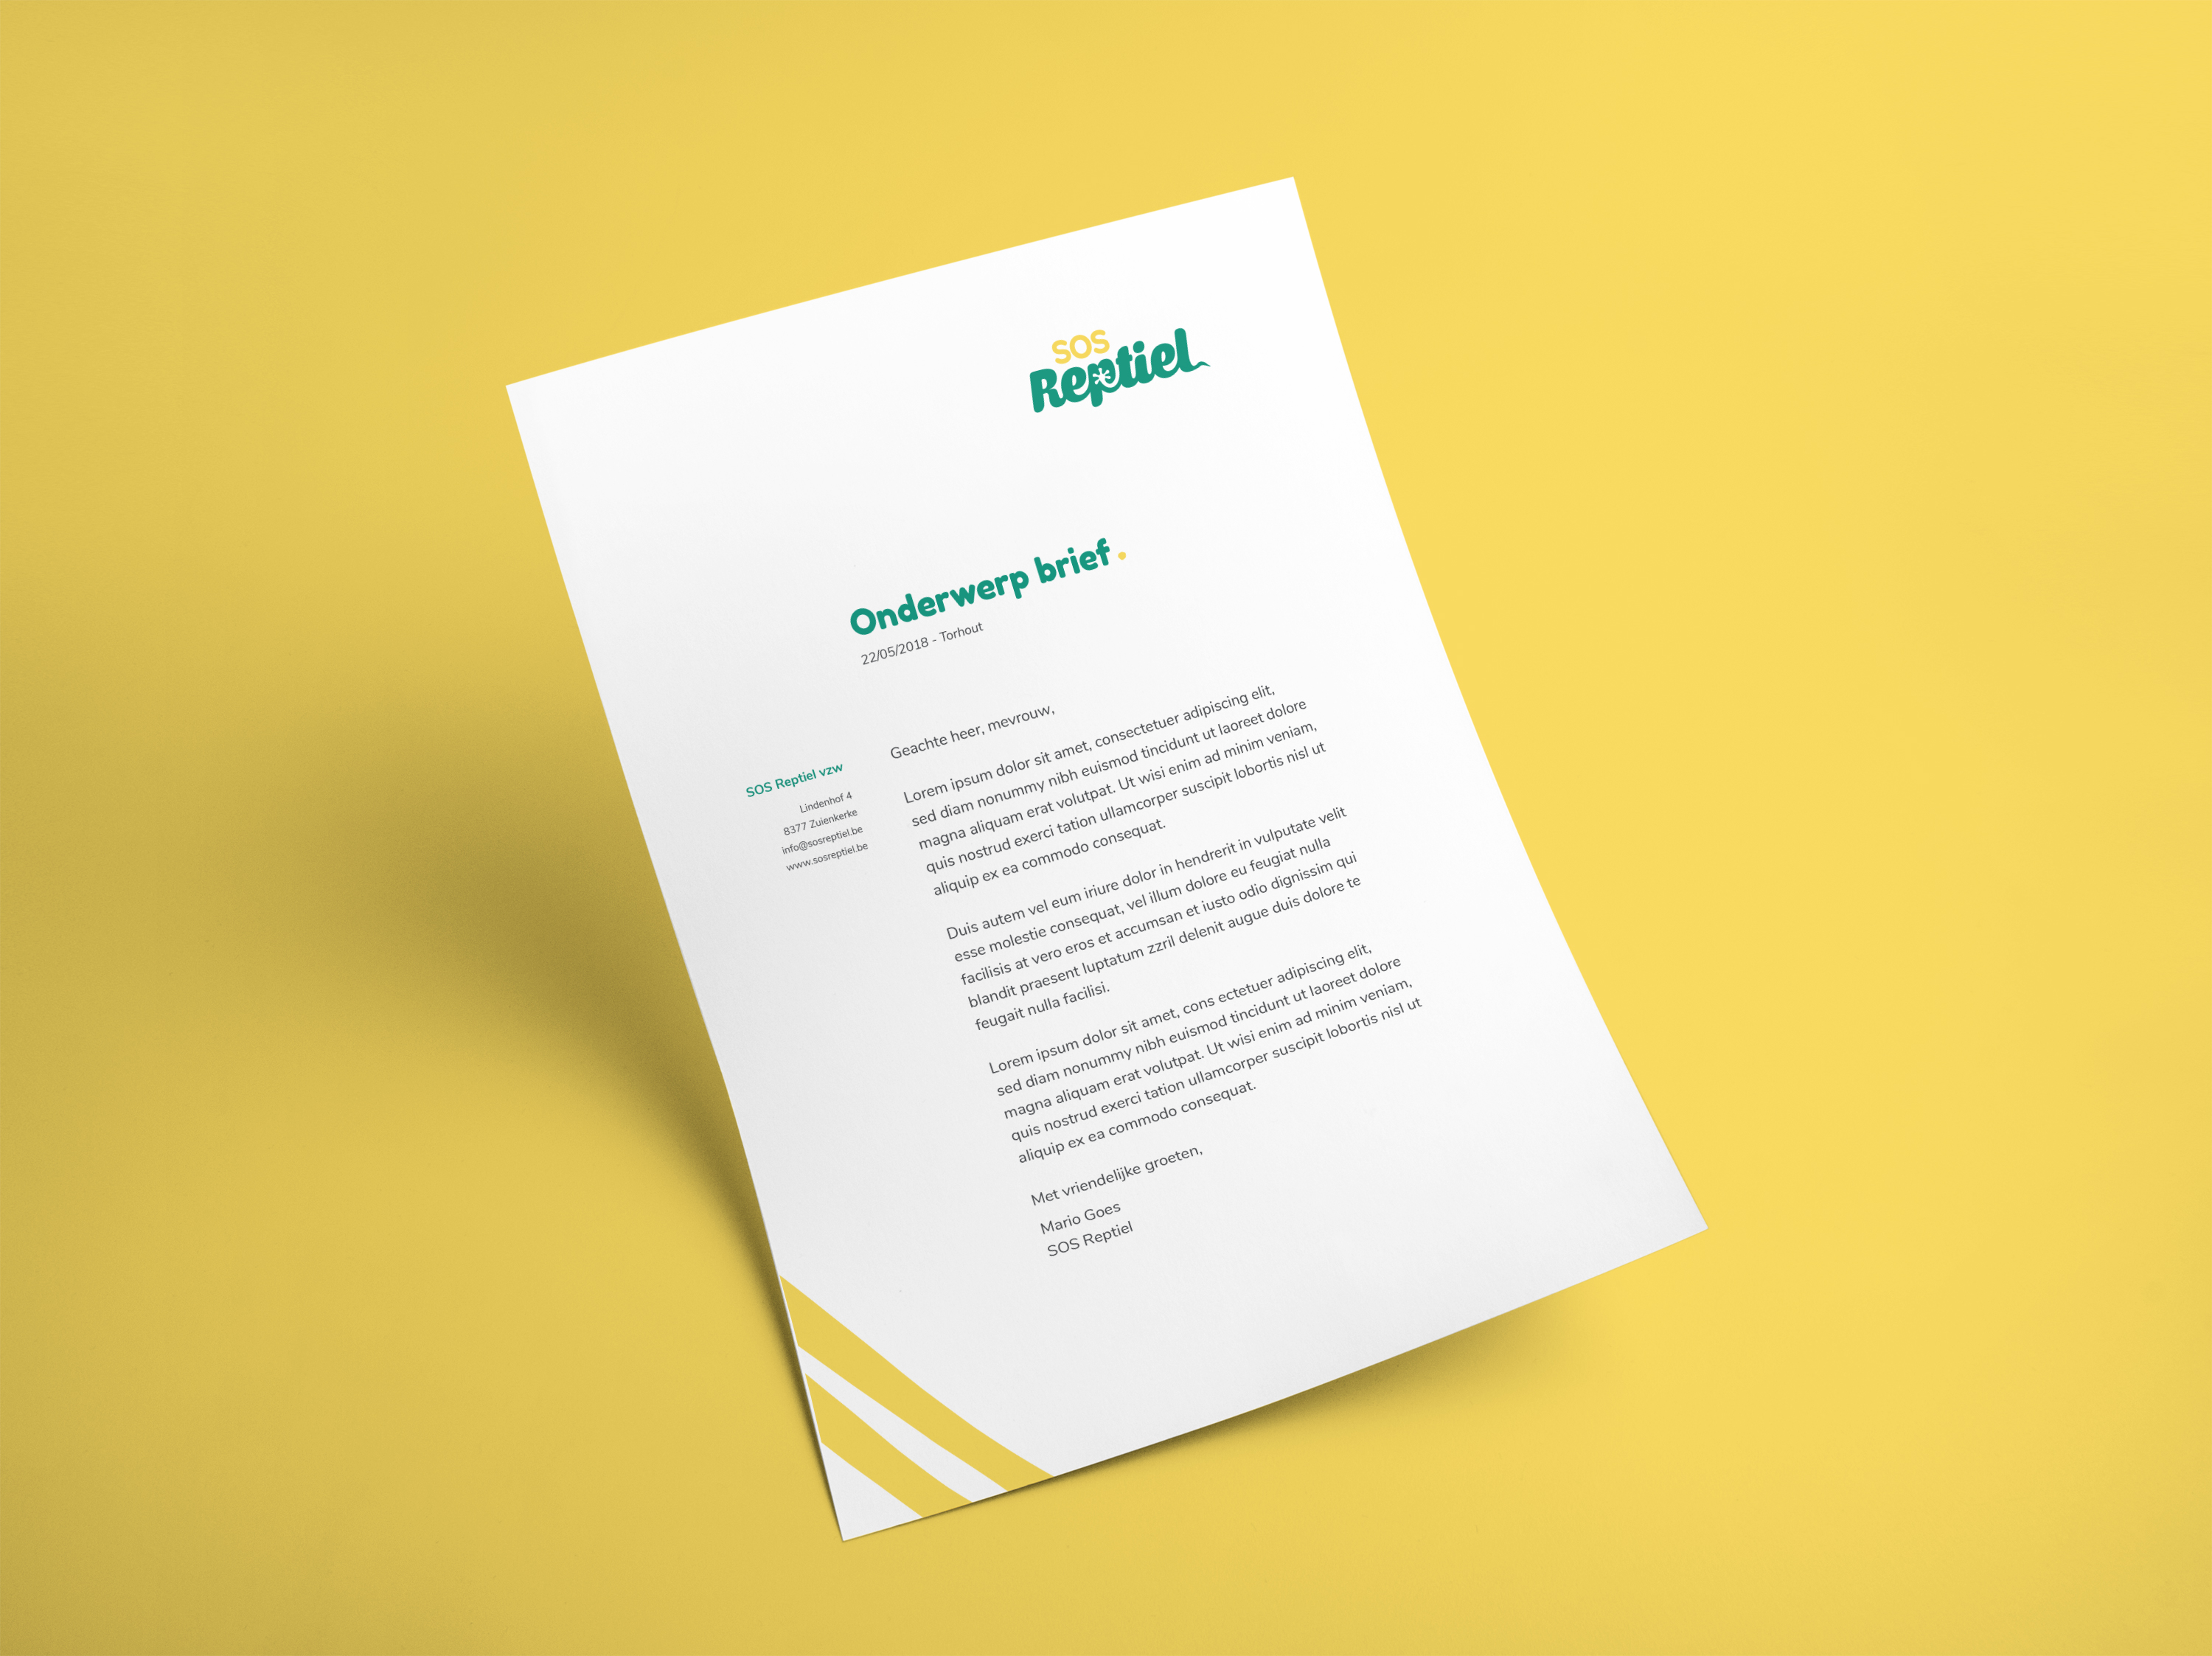 SOS
Reptiel
Onderwerp brief.
22/05/2018 - Torhout
SOS Reptiel vzw
Lindenhof 4
8377 Zuienkerke
info@sosreptiel.be
www.sosreptiel.be
Geachte heer, mevrouw,
Lorem ipsum dolor sit amet, consectetuer adipiscing elit,
sed diam nonummy nibh euismod tincidunt ut laoreet dolore
magna aliquam erat volutpat. Ut wisi enim ad minim veniam,
quis nostrud exerci tation ullamcorper suscipit lobortis nisl ut
aliquip ex ea commodo consequat.
Duis autem vel eum iriure dolor in hendrerit in vulputate velit
esse molestie consequat, vel illum dolore eu feugiat nulla
facilisis at vero eros et accumsan et iusto odio dignissim qui
blandit praesent luptatum zzril delenit augue duis dolore te
feugait nulla facilisi.
Lorem ipsum dolor sit amet, cons ectetuer adipiscing elit,
sed diam nonummy nibh euismod tincidunt ut laoreet dolore
magna aliquam erat volutpat. Ut wisi enim ad minim veniam,
quis nostrud exerci tation ullamcorper suscipit lobortis nisl ut
aliquip ex ea commodo consequat.
Met vriendelijke groeten,
Mario Goes
SOS Reptiel